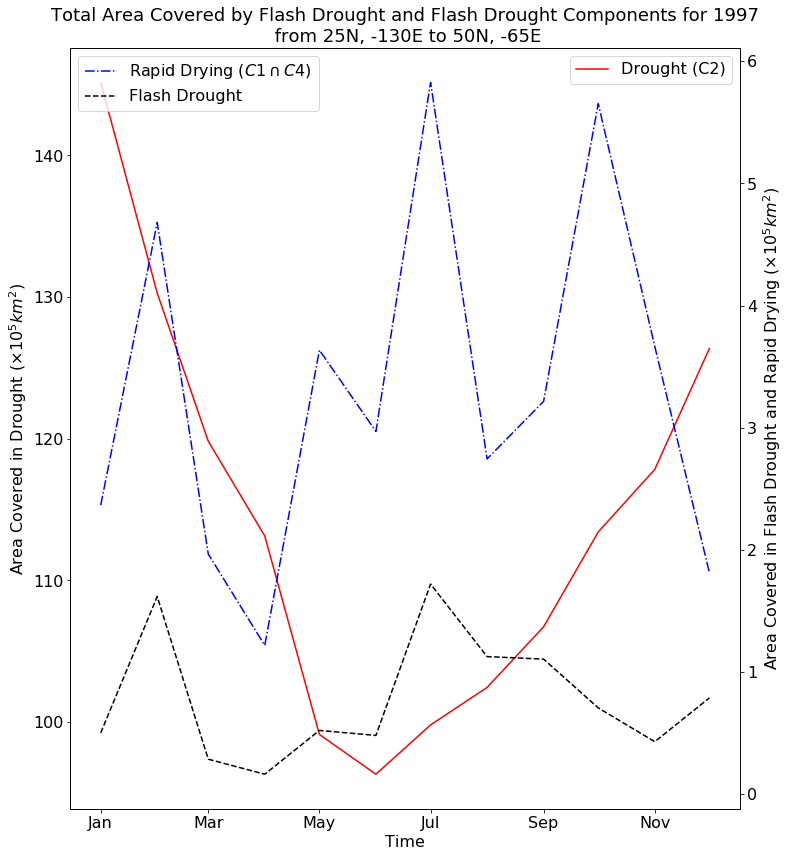 Total Area Covered by Flash Drought and Flash Drought Components for 1997
from 25N, -130E to 50N, -65E
Rapid Drying (C1∩C4)
Flash Drought
Drought (C2)
Area Covered in Drought (×10⁵km²)
140
130
120
110
100
6
5
4
3
2
1
0
Area Covered in Flash Drought and Rapid Drying (×10⁵km²)
Jan Mar May Jul Sep Nov
Time